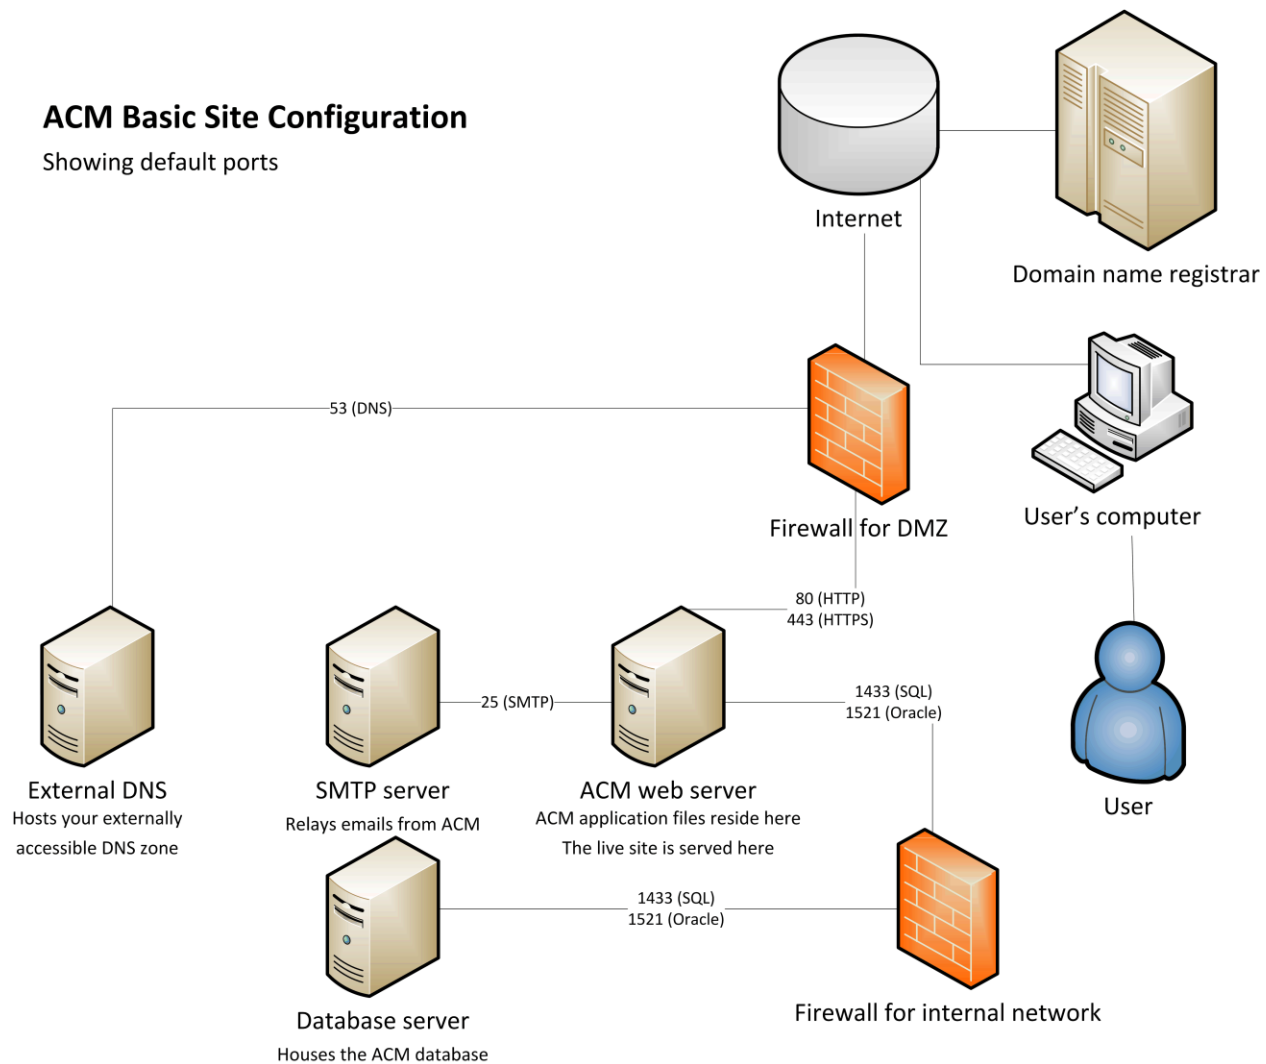 ACM Basic Site Configuration
Showing default ports
Internet
Domain name registrar
53 (DNS)
Firewall for DMZ
User’s computer
80 (HTTP)
443 (HTTPS)
25 (SMTP)
1433 (SQL)
1521 (Oracle)
External DNS
Hosts your externally
accessible DNS zone
SMTP server
Relays emails from ACM
ACM web server
ACM application files reside here
The live site is served here
User
1433 (SQL)
1521 (Oracle)
Database server
Houses the ACM database
Firewall for internal network